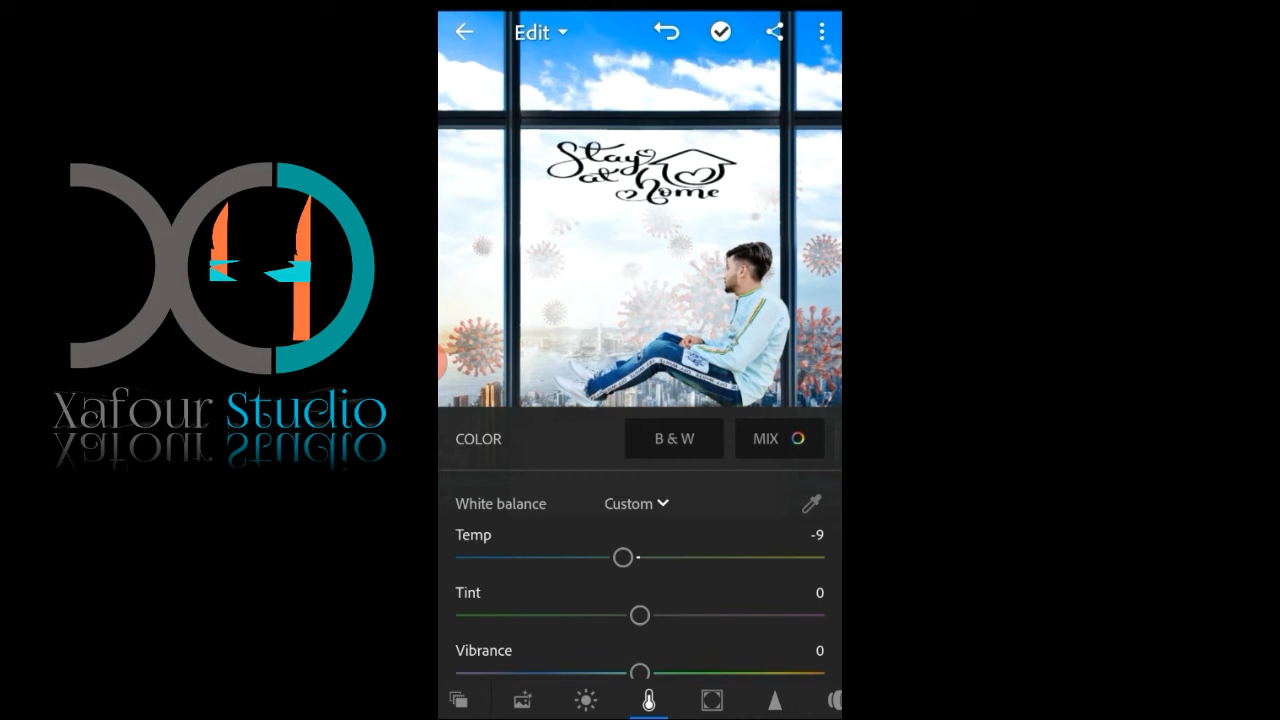 Edit
Stay
at home
Xafour Studio
COLOR
B & W
MIX
White balance
Custom
Temp
-9
Tint
0
Vibrance
0